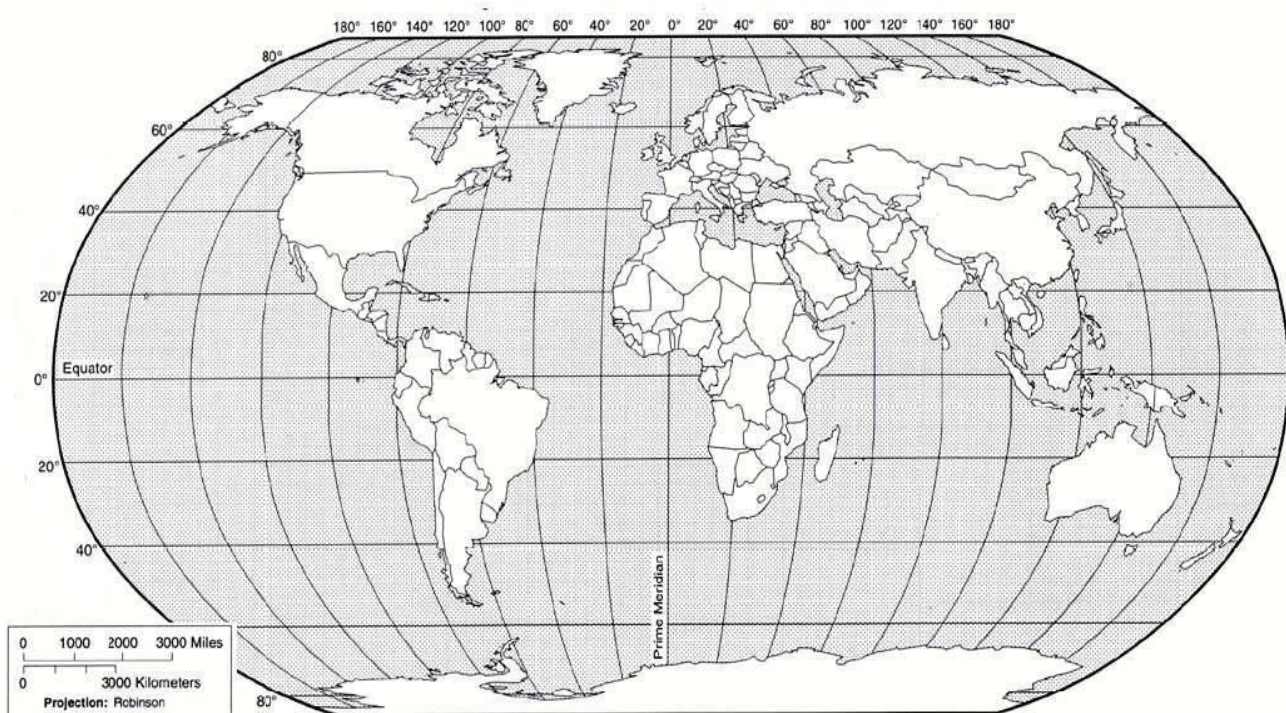 180° 160° 140° 120° 100° 80° 60° 40° 20° 0° 20° 40° 60° 80° 100° 120° 140° 160° 180°
80°
60°
40°
20°
Equator
0°
20°
40°
Prime Meridian
0 1000 2000 3000 Miles
0 3000 Kilometers
Projection: Robinson
80°